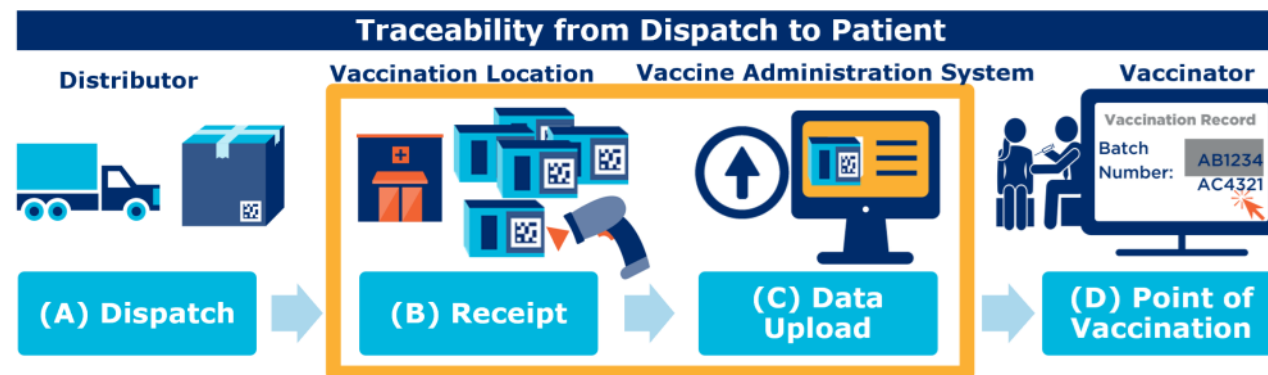 Traceability from Dispatch to Patient
Distributor
Vaccination Location
Vaccine Administration System
Vaccinator
Vaccination Record
Batch
Number:
AB1234
AC4321
(A) Dispatch
(B) Receipt
(C) Data
Upload
(D) Point of
Vaccination